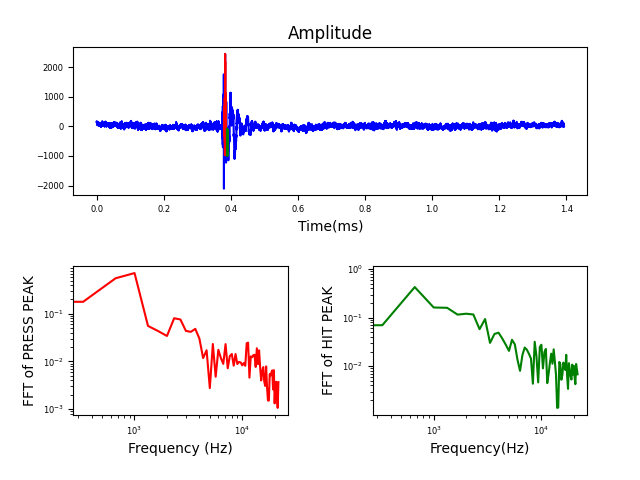 Amplitude
2000
1000
0
−1000
−2000
0.0 0.2 0.4 0.6 0.8 1.0 1.2 1.4
Time(ms)
FFT of PRESS PEAK
10⁻¹
10⁻²
10⁻³
10³ 10⁴
Frequency (Hz)
FFT of HIT PEAK
10⁰
10⁻¹
10⁻²
10³ 10⁴
Frequency(Hz)